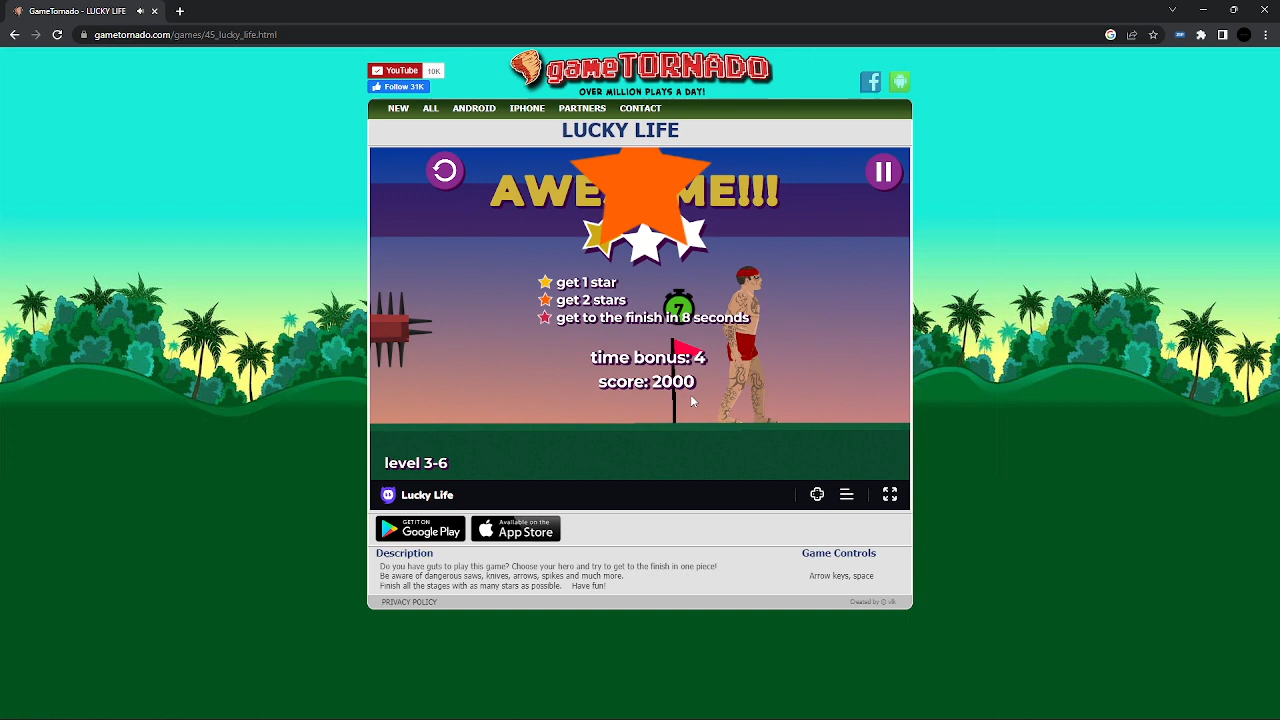 GameTornado - LUCKY LIFE
gametornado.com/games/45_lucky_life.html
YouTube 10K
Follow 31K
gameTORNADO
OVER MILLION PLAYS A DAY!
NEW ALL ANDROID IPHONE PARTNERS CONTACT
LUCKY LIFE
AWE ME!!!
get 1 star
get 2 stars
7
get to the finish in 8 seconds
time bonus: 4
score: 2000
level 3-6
Lucky Life
GET IT ON
Google Play
Available on the
App Store
Description
Game Controls
Do you have guts to play this game? Choose your hero and try to get to the finish in one piece!
Be aware of dangerous saws, knives, arrows, spikes and much more.
Arrow keys, space
Finish all the stages with as many stars as possible. Have fun!
PRIVACY POLICY
Created by © vlk